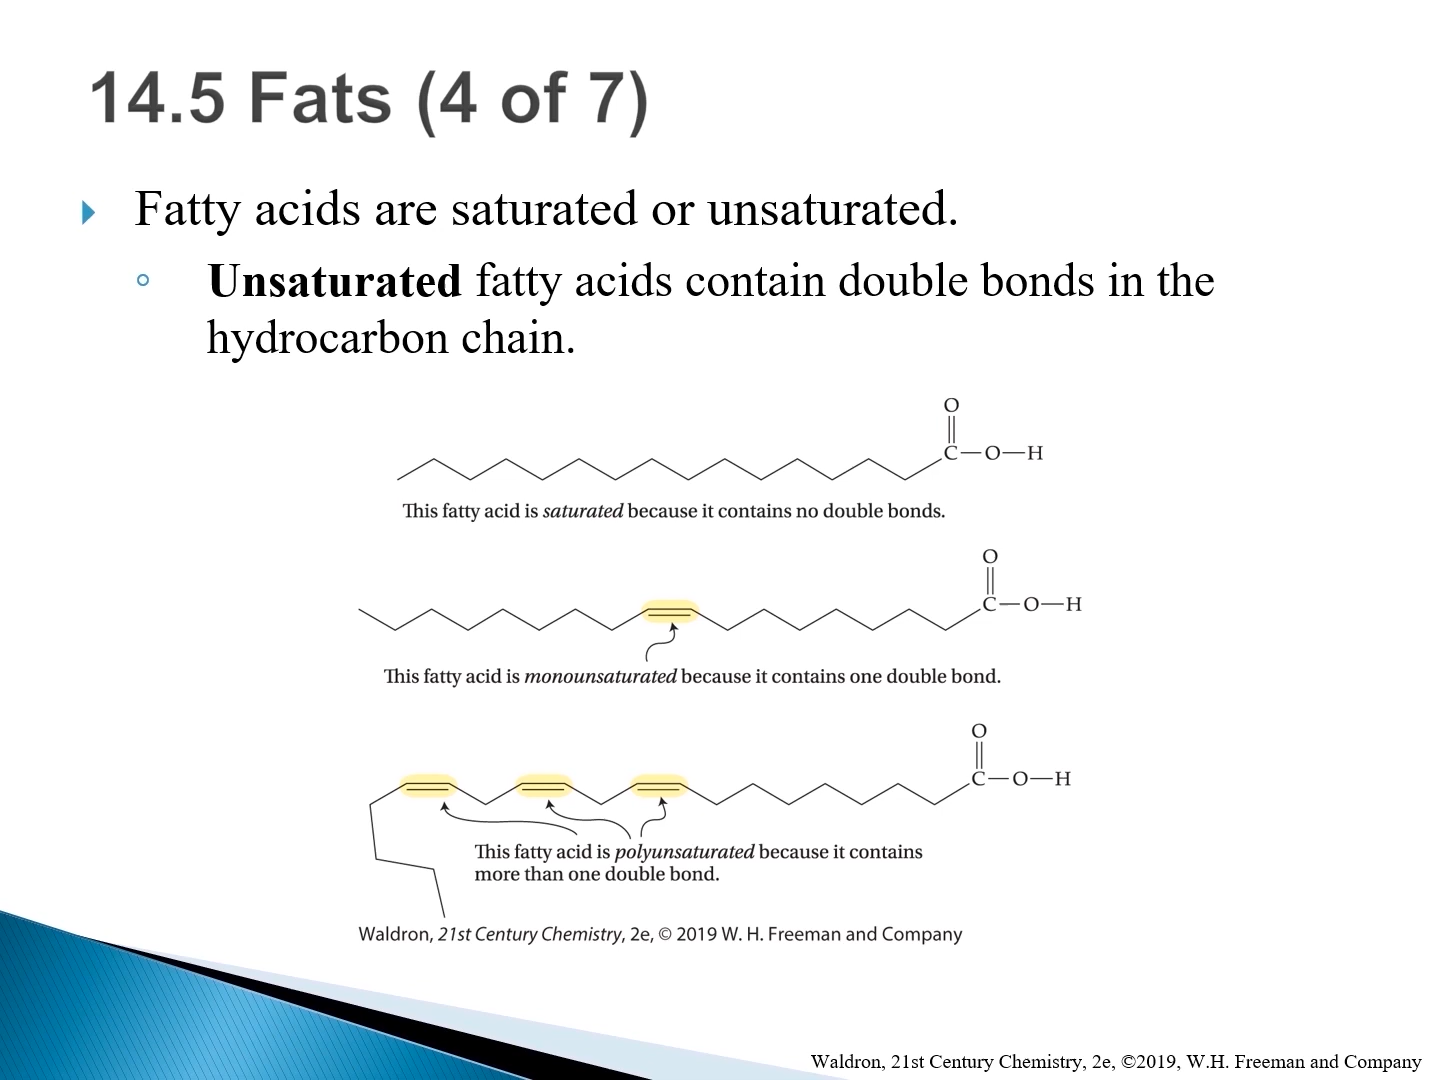 14.5 Fats (4 of 7)
Fatty acids are saturated or unsaturated.
Unsaturated fatty acids contain double bonds in the
hydrocarbon chain.
O
C—O—H
This fatty acid is saturated because it contains no double bonds.
O
C—O—H
This fatty acid is monounsaturated because it contains one double bond.
O
C—O—H
This fatty acid is polyunsaturated because it contains
more than one double bond.
Waldron, 21st Century Chemistry, 2e, © 2019 W. H. Freeman and Company
Waldron, 21st Century Chemistry, 2e, ©2019, W.H. Freeman and Company